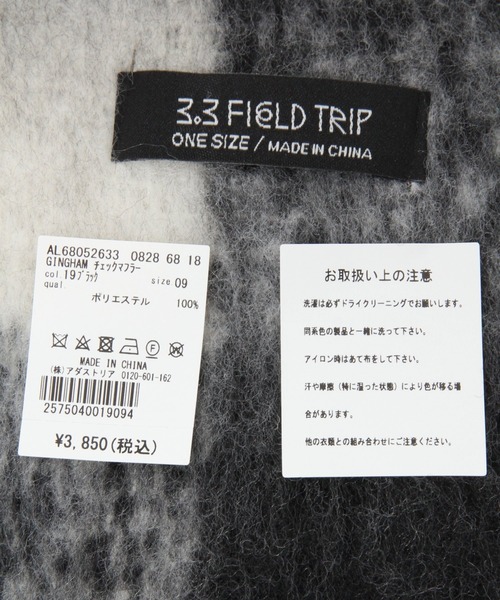 3.3 FIELD TRIP
ONE SIZE / MADE IN CHINA
AL68052633 0828 68 18
GINGHAM チェックマフラー
col 19ブラック size 09
qual
ポリエステル 100%
MADE IN CHINA
(株)アダストリア 0120-601-162
2575040019094
¥3,850(税込)
お取扱い上の注意
洗濯は必ずドライクリーニングでお願いします。
同系色の製品と一緒に洗って下さい。
アイロン時はあて布をして下さい。
汗や摩擦（特に湿った状態）により色が移る場
合があります。
他の衣類との組み合わせにご注意ください。